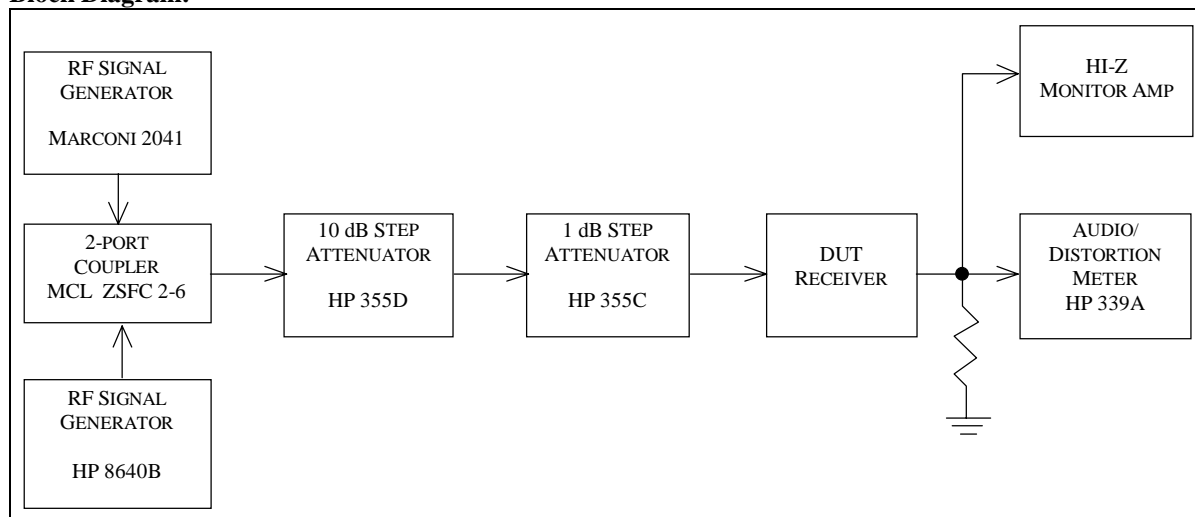 RF SIGNAL
GENERATOR
MARCONI 2041
HI-Z
MONITOR AMP
2-PORT
COUPLER
MCL ZSFC 2-6
10 dB STEP
ATTENUATOR
HP 355D
1 dB STEP
ATTENUATOR
HP 355C
DUT
RECEIVER
AUDIO/
DISTORTION
METER
HP 339A
RF SIGNAL
GENERATOR
HP 8640B